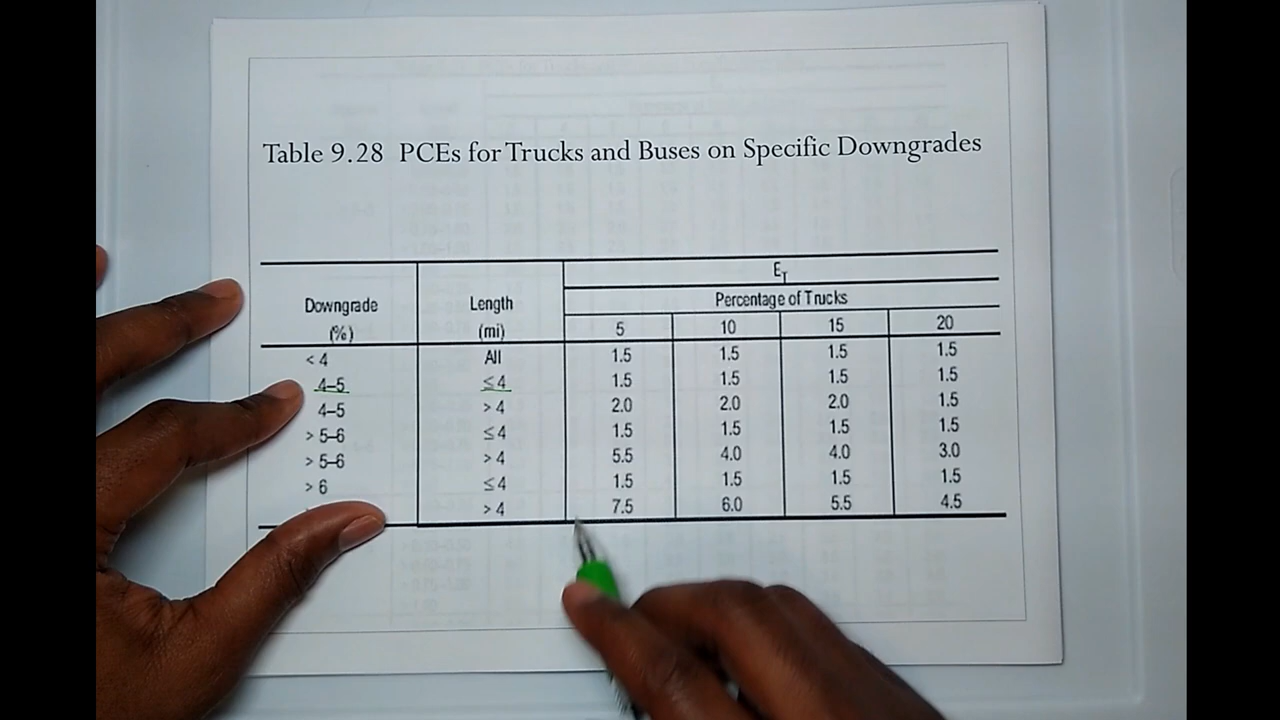 Table 9.28 PCEs for Trucks and Buses on Specific Downgrades
E_T
Downgrade (%) Length (mi) Percentage of Trucks
5 10 15 20
< 4 All 1.5 1.5 1.5 1.5
4–5 ≤ 4 1.5 1.5 1.5 1.5
4–5 > 4 2.0 2.0 2.0 1.5
> 5–6 ≤ 4 1.5 1.5 1.5 1.5
> 5–6 > 4 5.5 4.0 4.0 3.0
> 6 ≤ 4 1.5 1.5 1.5 1.5
> 4 7.5 6.0 5.5 4.5